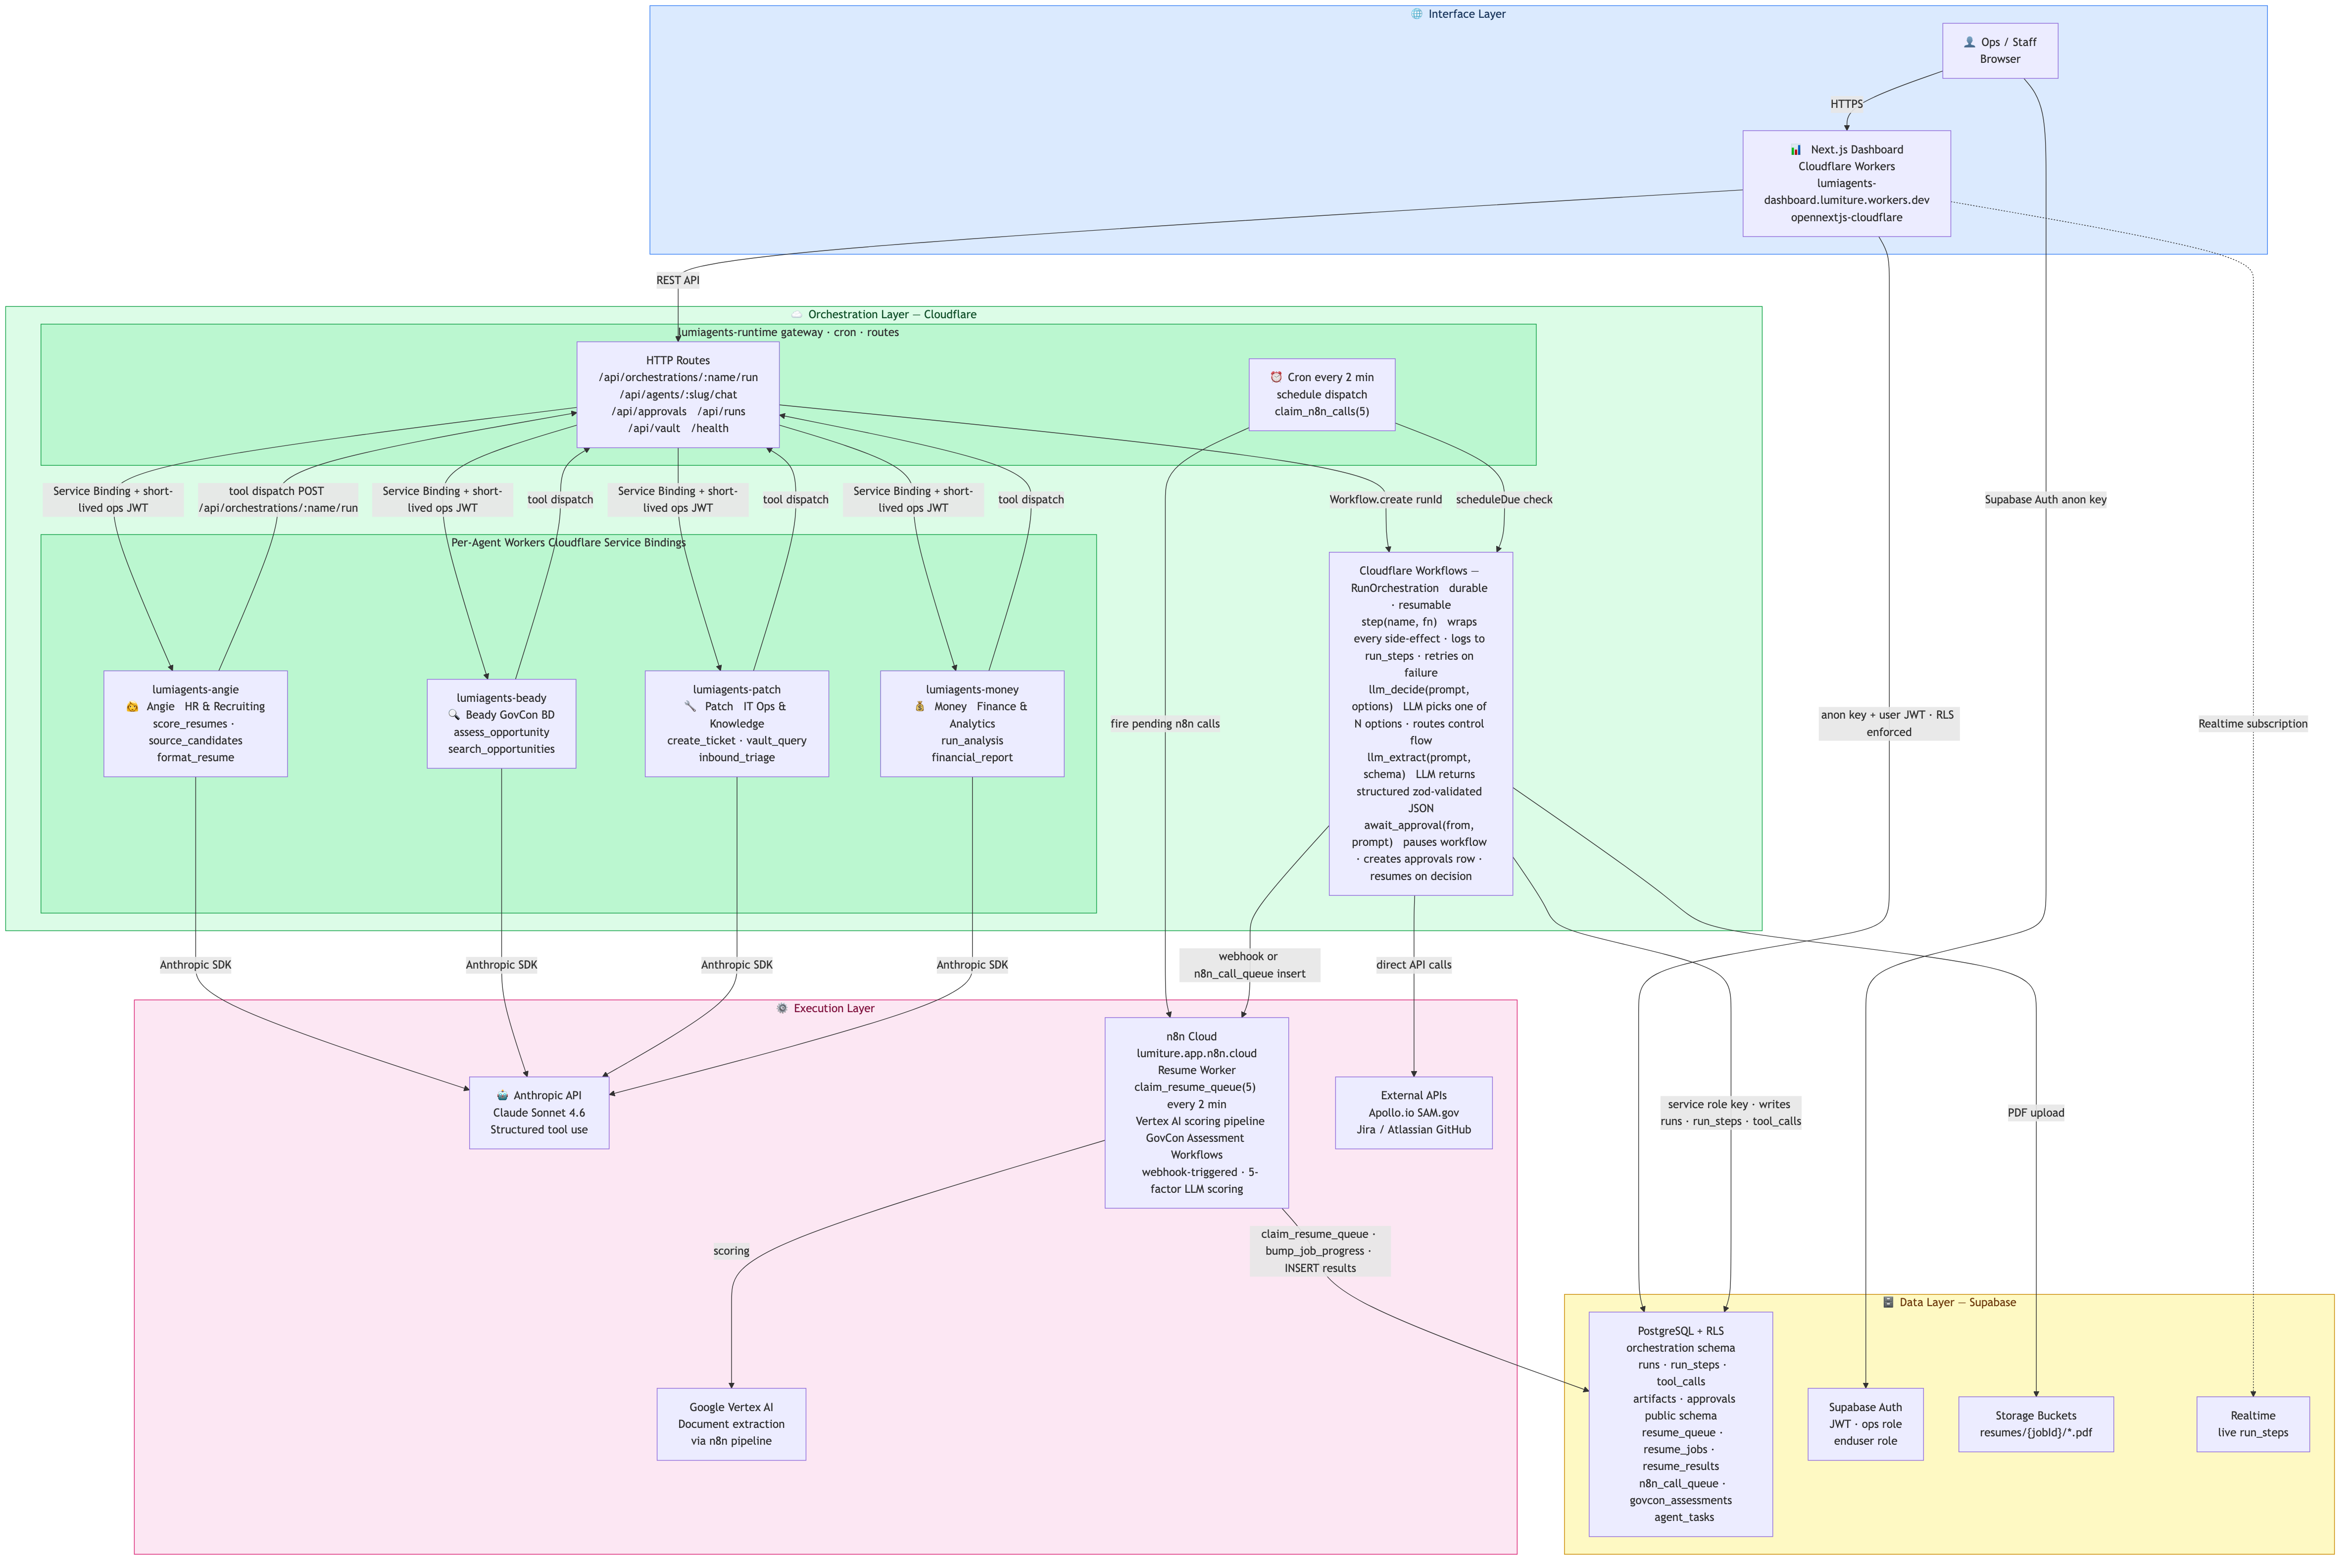 🌐 Interface Layer
👤 Ops / Staff
Browser
HTTPS
📊 Next.js Dashboard
Cloudflare Workers
lumiagents-
dashboard.lumiture.workers.dev
opennextjs-cloudflare
REST API
☁️ Orchestration Layer — Cloudflare
lumiagents-runtime gateway · cron · routes
HTTP Routes
/api/orchestrations/:name/run
/api/agents/:slug/chat
/api/approvals /api/runs
/api/vault /health
⏰ Cron every 2 min
schedule dispatch
claim_n8n_calls(5)
Service Binding + short-
lived ops JWT
tool dispatch POST
/api/orchestrations/:name/run
Service Binding + short-
lived ops JWT
tool dispatch
Service Binding + short-
lived ops JWT
tool dispatch
Service Binding + short-
lived ops JWT
tool dispatch
Workflow.create runId
scheduleDue check
Supabase Auth anon key
Per-Agent Workers Cloudflare Service Bindings
lumiagents-angie
Angie HR & Recruiting
score_resumes ·
source_candidates
format_resume
lumiagents-beady
🔍 Beady GovCon BD
assess_opportunity
search_opportunities
lumiagents-patch
🔧 Patch IT Ops &
Knowledge
create_ticket · vault_query
inbound_triage
lumiagents-money
💰 Money Finance &
Analytics
run_analysis
financial_report
fire pending n8n calls
Cloudflare Workflows —
RunOrchestration durable
· resumable
step(name, fn) wraps
every side-effect · logs to
run_steps · retries on
failure
llm_decide(prompt,
options) LLM picks one of
N options · routes control
flow
llm_extract(prompt,
schema) LLM returns
structured zod-validated
JSON
await_approval(from,
prompt) pauses workflow
· creates approvals row ·
resumes on decision
anon key + user JWT · RLS
enforced
Realtime subscription
Anthropic SDK
Anthropic SDK
Anthropic SDK
Anthropic SDK
webhook or
n8n_call_queue insert
direct API calls
⚙️ Execution Layer
🤖 Anthropic API
Claude Sonnet 4.6
Structured tool use
n8n Cloud
lumiture.app.n8n.cloud
Resume Worker
claim_resume_queue(5)
every 2 min
Vertex AI scoring pipeline
GovCon Assessment
Workflows
webhook-triggered · 5-
factor LLM scoring
External APIs
Apollo.io SAM.gov
Jira / Atlassian GitHub
service role key · writes
runs · run_steps · tool_calls
PDF upload
scoring
claim_resume_queue ·
bump_job_progress ·
INSERT results
Google Vertex AI
Document extraction
via n8n pipeline
🗄️ Data Layer — Supabase
PostgreSQL + RLS
orchestration schema
runs · run_steps ·
tool_calls
artifacts · approvals
public schema
resume_queue ·
resume_jobs ·
resume_results
n8n_call_queue ·
govcon_assessments
agent_tasks
Supabase Auth
JWT · ops role
enduser role
Storage Buckets
resumes/{jobId}/*.pdf
Realtime
live run_steps